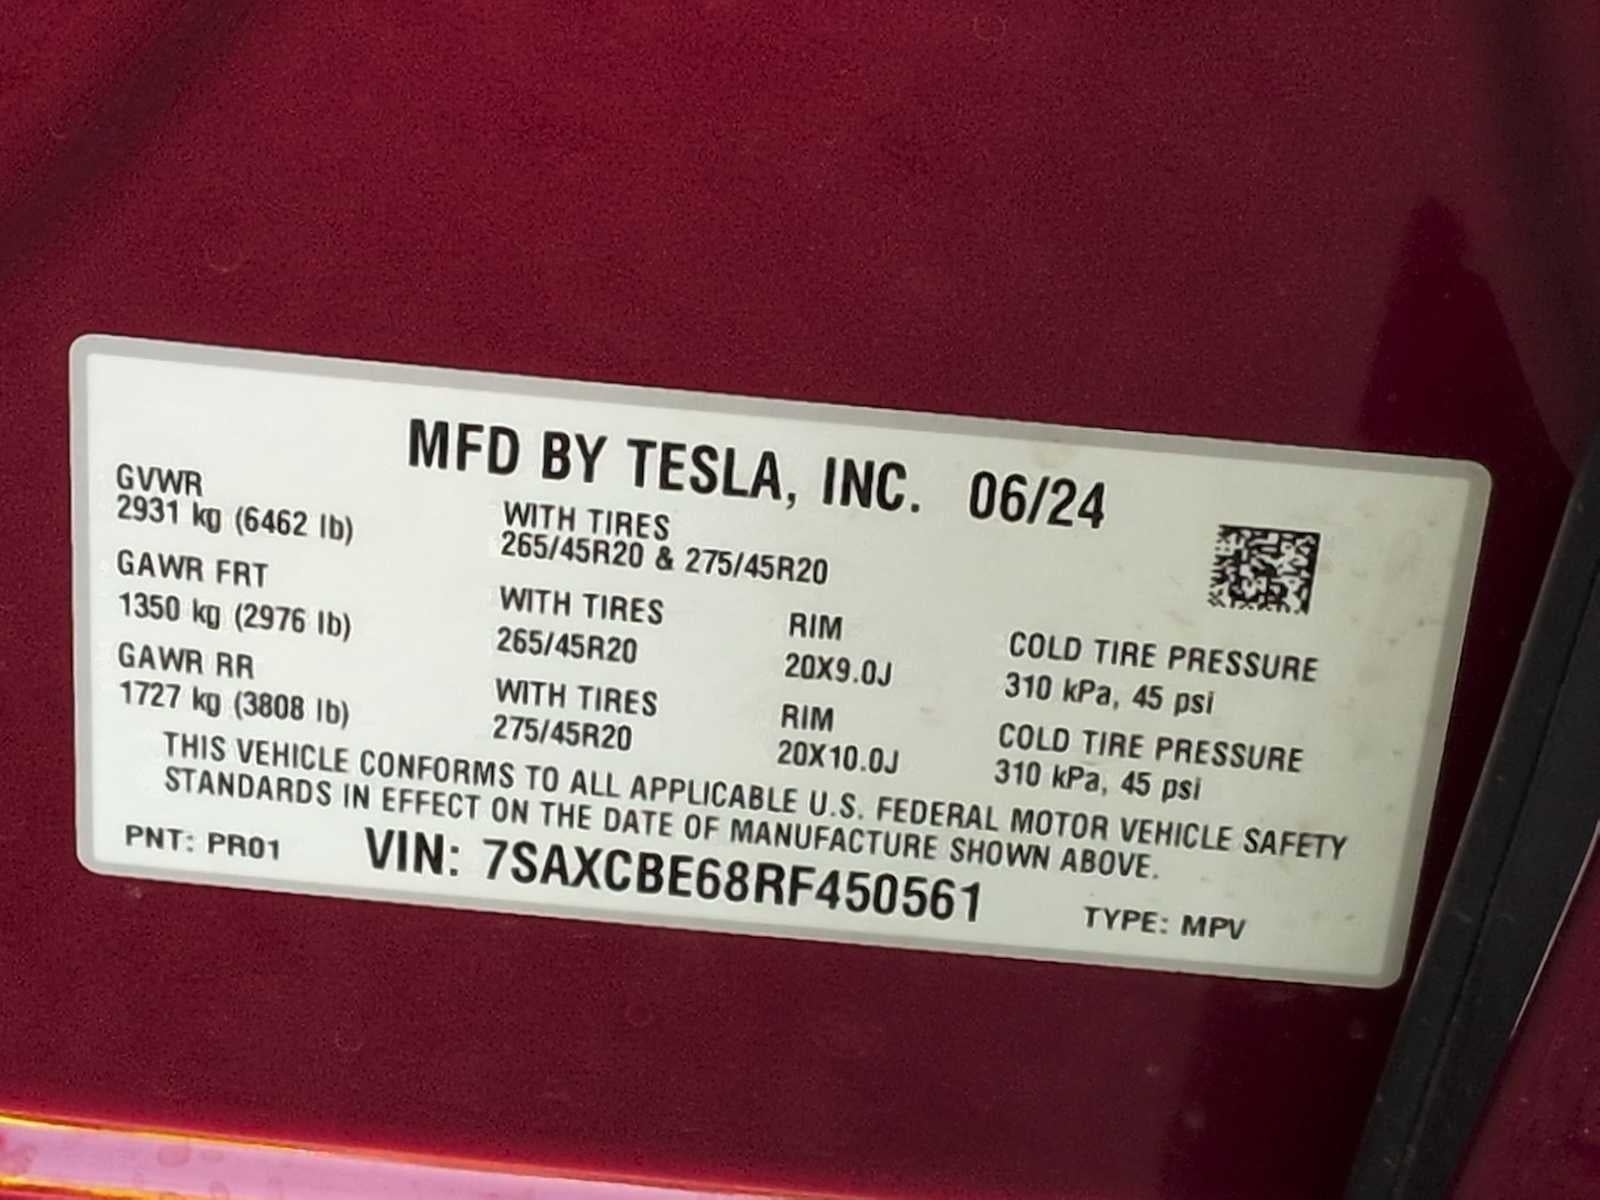 MFD BY TESLA, INC. 06/24
GVWR
2931 kg (6462 lb)
WITH TIRES
265/45R20 & 275/45R20
GAWR FRT
1350 kg (2976 lb)
WITH TIRES
265/45R20
RIM
20X9.0J
COLD TIRE PRESSURE
310 kPa, 45 psi
GAWR RR
1727 kg (3808 lb)
WITH TIRES
275/45R20
RIM
20X10.0J
COLD TIRE PRESSURE
310 kPa, 45 psi
THIS VEHICLE CONFORMS TO ALL APPLICABLE U.S. FEDERAL MOTOR VEHICLE SAFETY
STANDARDS IN EFFECT ON THE DATE OF MANUFACTURE SHOWN ABOVE.
PNT: PR01 VIN: 7SAXCBE68RF450561 TYPE: MPV